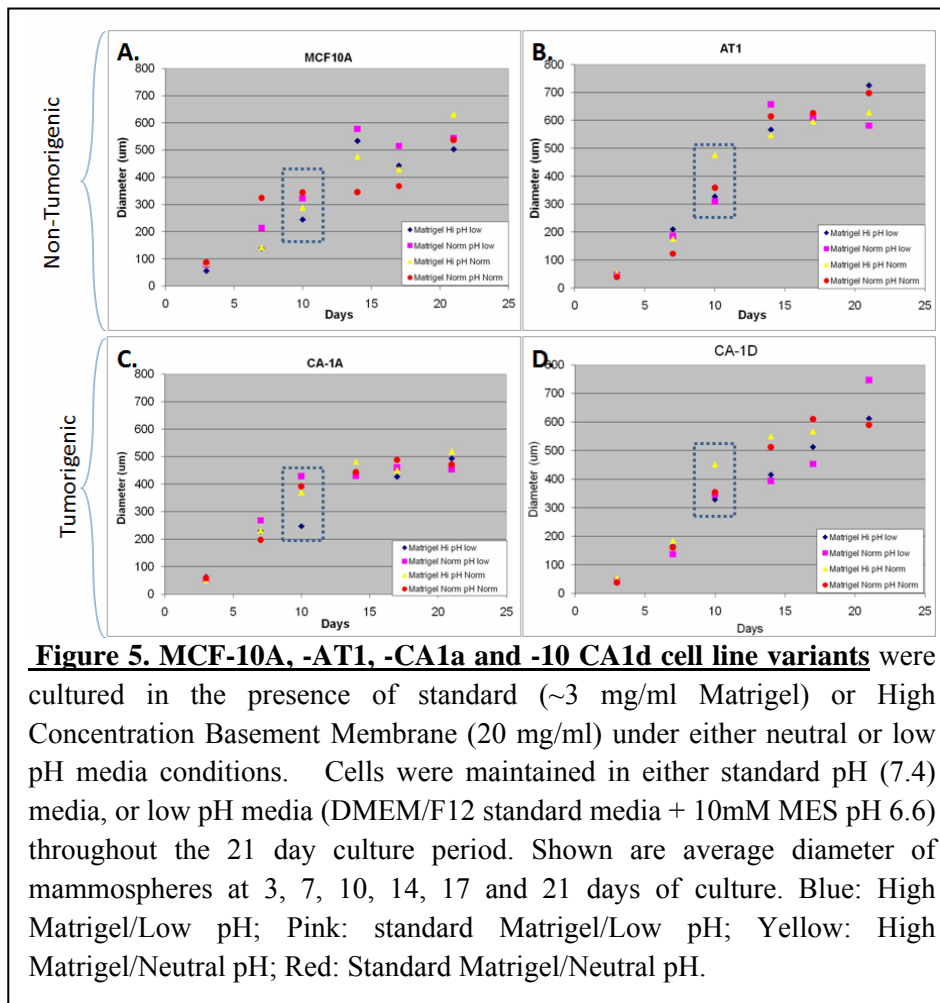 Non-Tumorigenic
Tumorigenic
A.
MCF10A
Diameter (um)
800
700
600
500
400
300
200
100
0
0 5 10 15 20 25
Days
Matrigel Hi pH low
Matrigel Norm pH low
Matrigel Hi pH Norm
Matrigel Norm pH Norm
B.
AT1
Diameter (um)
800
700
600
500
400
300
200
100
0
0 5 10 15 20 25
Days
Matrigel Hi pH low
Matrigel Norm pH low
Matrigel Hi pH Norm
Matrigel Norm pH Norm
C.
CA-1A
Diameter (um)
800
700
600
500
400
300
200
100
0
0 5 10 15 20 25
Days
Matrigel Hi pH low
Matrigel Norm pH low
Matrigel Hi pH Norm
Matrigel Norm pH Norm
D.
CA-1D
Diameter (um)
800
700
600
500
400
300
200
100
0
0 5 10 15 20 25
Days
Matrigel Hi pH low
Matrigel Norm pH low
Matrigel Hi pH Norm
Matrigel Norm pH Norm
Figure 5. MCF-10A, -AT1, -CA1a and -10 CA1d cell line variants were
cultured in the presence of standard (~3 mg/ml Matrigel) or High
Concentration Basement Membrane (20 mg/ml) under either neutral or low
pH media conditions. Cells were maintained in either standard pH (7.4)
media, or low pH media (DMEM/F12 standard media + 10mM MES pH 6.6)
throughout the 21 day culture period. Shown are average diameter of
mammospheres at 3, 7, 10, 14, 17 and 21 days of culture. Blue: High
Matrigel/Low pH; Pink: standard Matrigel/Low pH; Yellow: High
Matrigel/Neutral pH; Red: Standard Matrigel/Neutral pH.